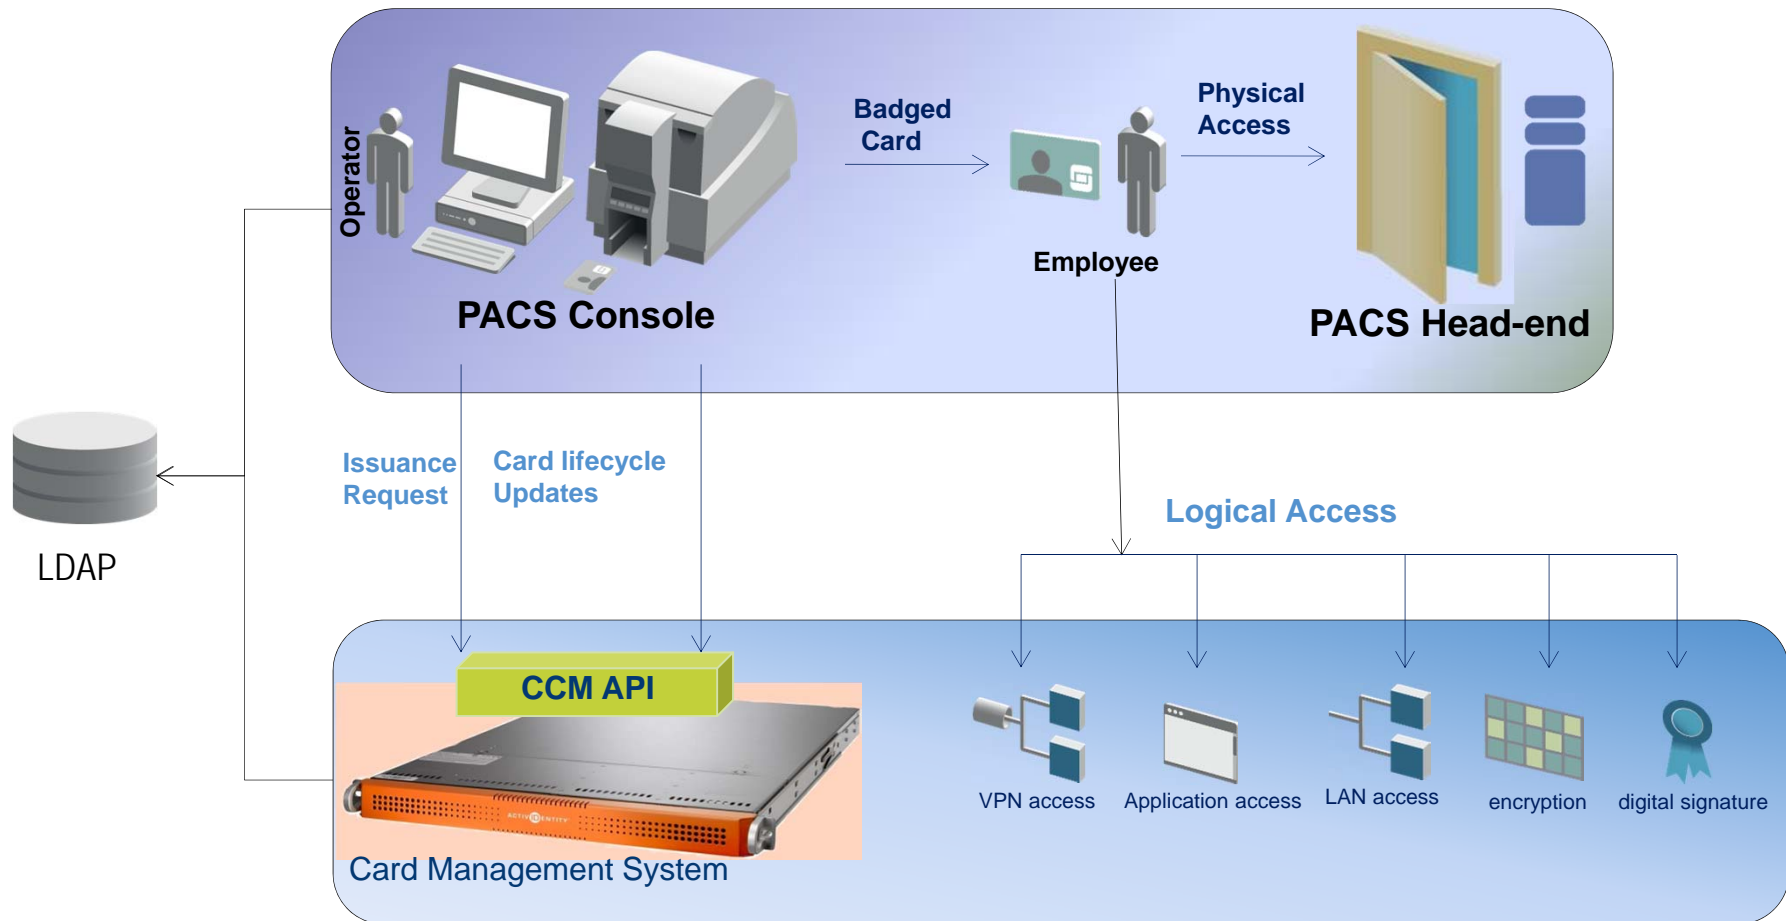 Operator
Badged
Card
Physical
Access
Employee
PACS Console
PACS Head-end
Issuance
Request
Card lifecycle
Updates
LDAP
Logical Access
CCM API
ACTIVIDENTITY
Card Management System
VPN access
Application access
LAN access
encryption
digital signature